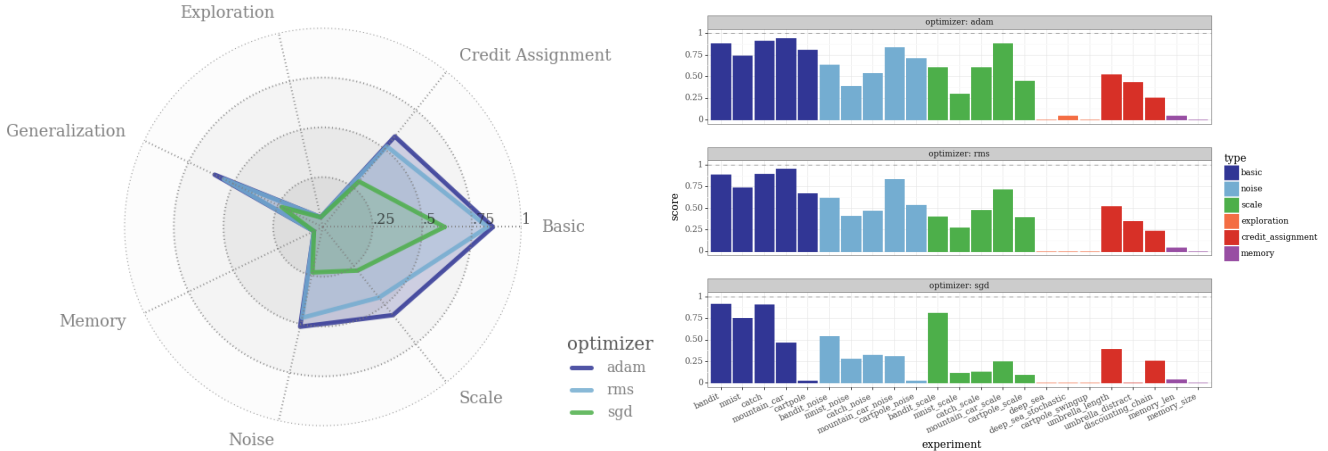 Exploration
Credit Assignment
Generalization
.25
.5
.75
1
Basic
Memory
Noise
Scale
optimizer
adam
rms
sgd
optimizer: adam
1
0.75
0.50
0.25
0
optimizer: rms
1
0.75
0.50
0.25
0
optimizer: sgd
1
0.75
0.50
0.25
0
score
bandit
mnist
catch
mountain_car
cartpole
bandit_noise
mnist_noise
catch_noise
mountain_car_noise
cartpole_noise
bandit_scale
mnist_scale
catch_scale
mountain_car_scale
cartpole_scale
deep_sea
deep_sea_stochastic
cartpole_swingup
umbrella_length
umbrella_distract
discounting_chain
memory_len
memory_size
experiment
type
basic
noise
scale
exploration
credit_assignment
memory